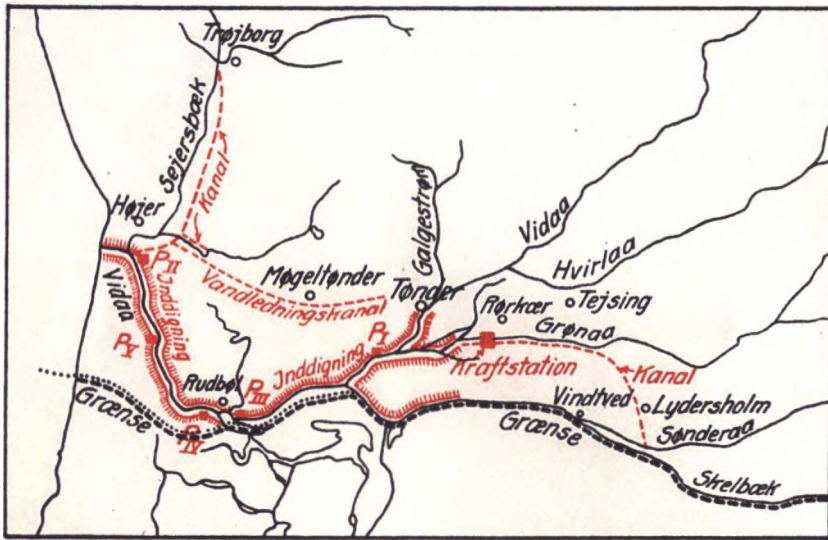 Trøjborg
Sejersbæk
Kanal
Højer
Galgestrøm
Vidaa
Hvirlaa
Møgeltønder
Vandledningskanal
Tønder
Rørkær
Tejsing
Grønaa
PII
Inddigning
Vidaa
PV
PI
Kraftstation
Kanal
Rudbøl
PIII
Inddigning
Vindtved
Lydersholm
Grænse
PIV
Grænse
Sønderaa
Skelbæk